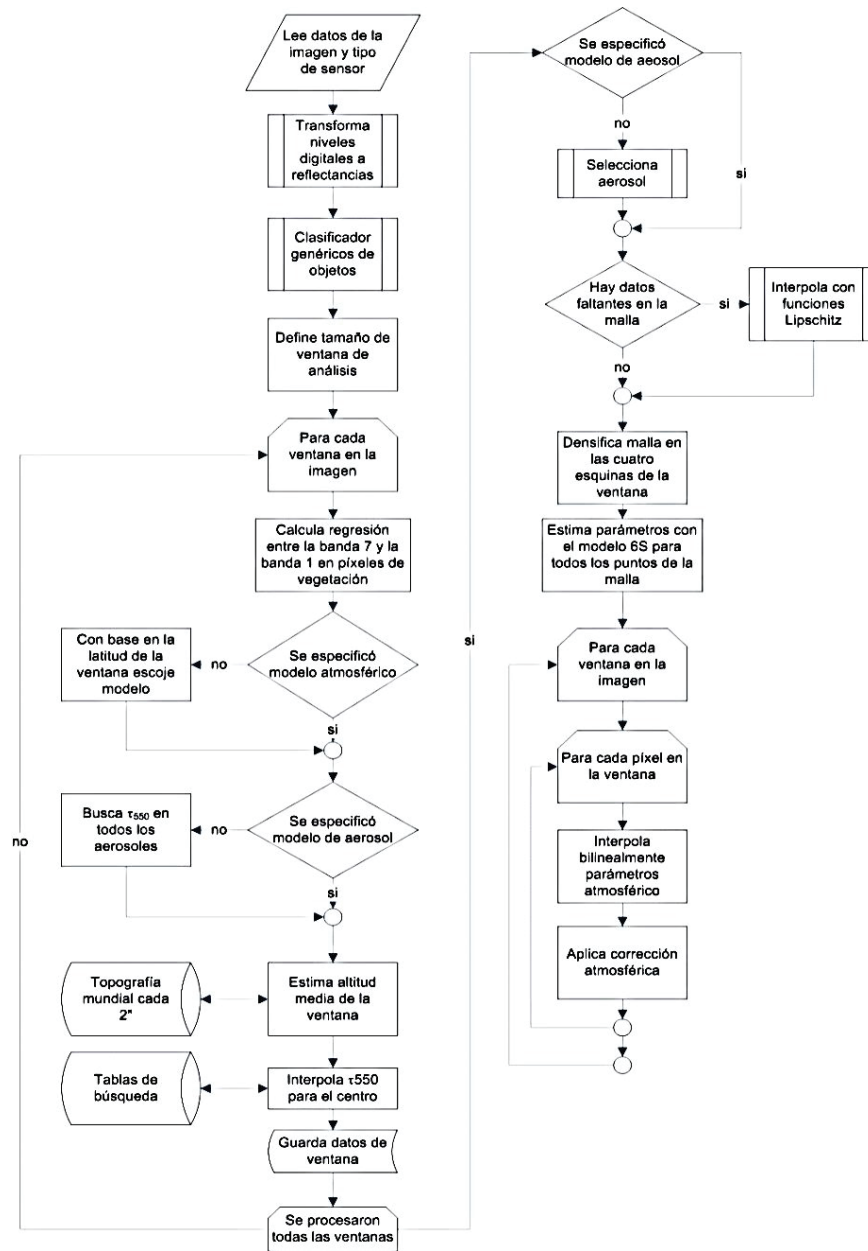 Lee datos de la
imagen y tipo
de sensor
Transforma
niveles
digitales a
reflectancias
Clasificador
genéricos de
objetos
Define tamaño de
ventana de
análisis
Para cada
ventana en la
imagen
Calcula regresión
entre la banda 7 y la
banda 1 en píxeles de
vegetación
Se especificó
modelo atmosférico
no
Con base en la
latitud de la
ventana escoje
modelo
si
Se especificó
modelo de aerosol
no
Busca τ550 en
todos los
aerosoles
si
Estima altitud
media de la
ventana
Topografía
mundial cada
2"
Interpola τ550
para el centro
Tablas de
búsqueda
Guarda datos de
ventana
Se procesaron
todas las ventanas
no
si
Se especificó
modelo de aeosol
no
si
Selecciona
aerosol
Hay datos
faltantes en la
malla
si
Interpola con
funciones
Lipschitz
no
Densifica malla en
las cuatro
esquinas de la
ventana
Estima parámetros con
el modelo 6S para
todos los puntos de la
malla
Para cada
ventana en la
imagen
Para cada píxel en
la ventana
Interpola
bilinealmente
parámetros
atmosférico
Aplica corrección
atmosférica